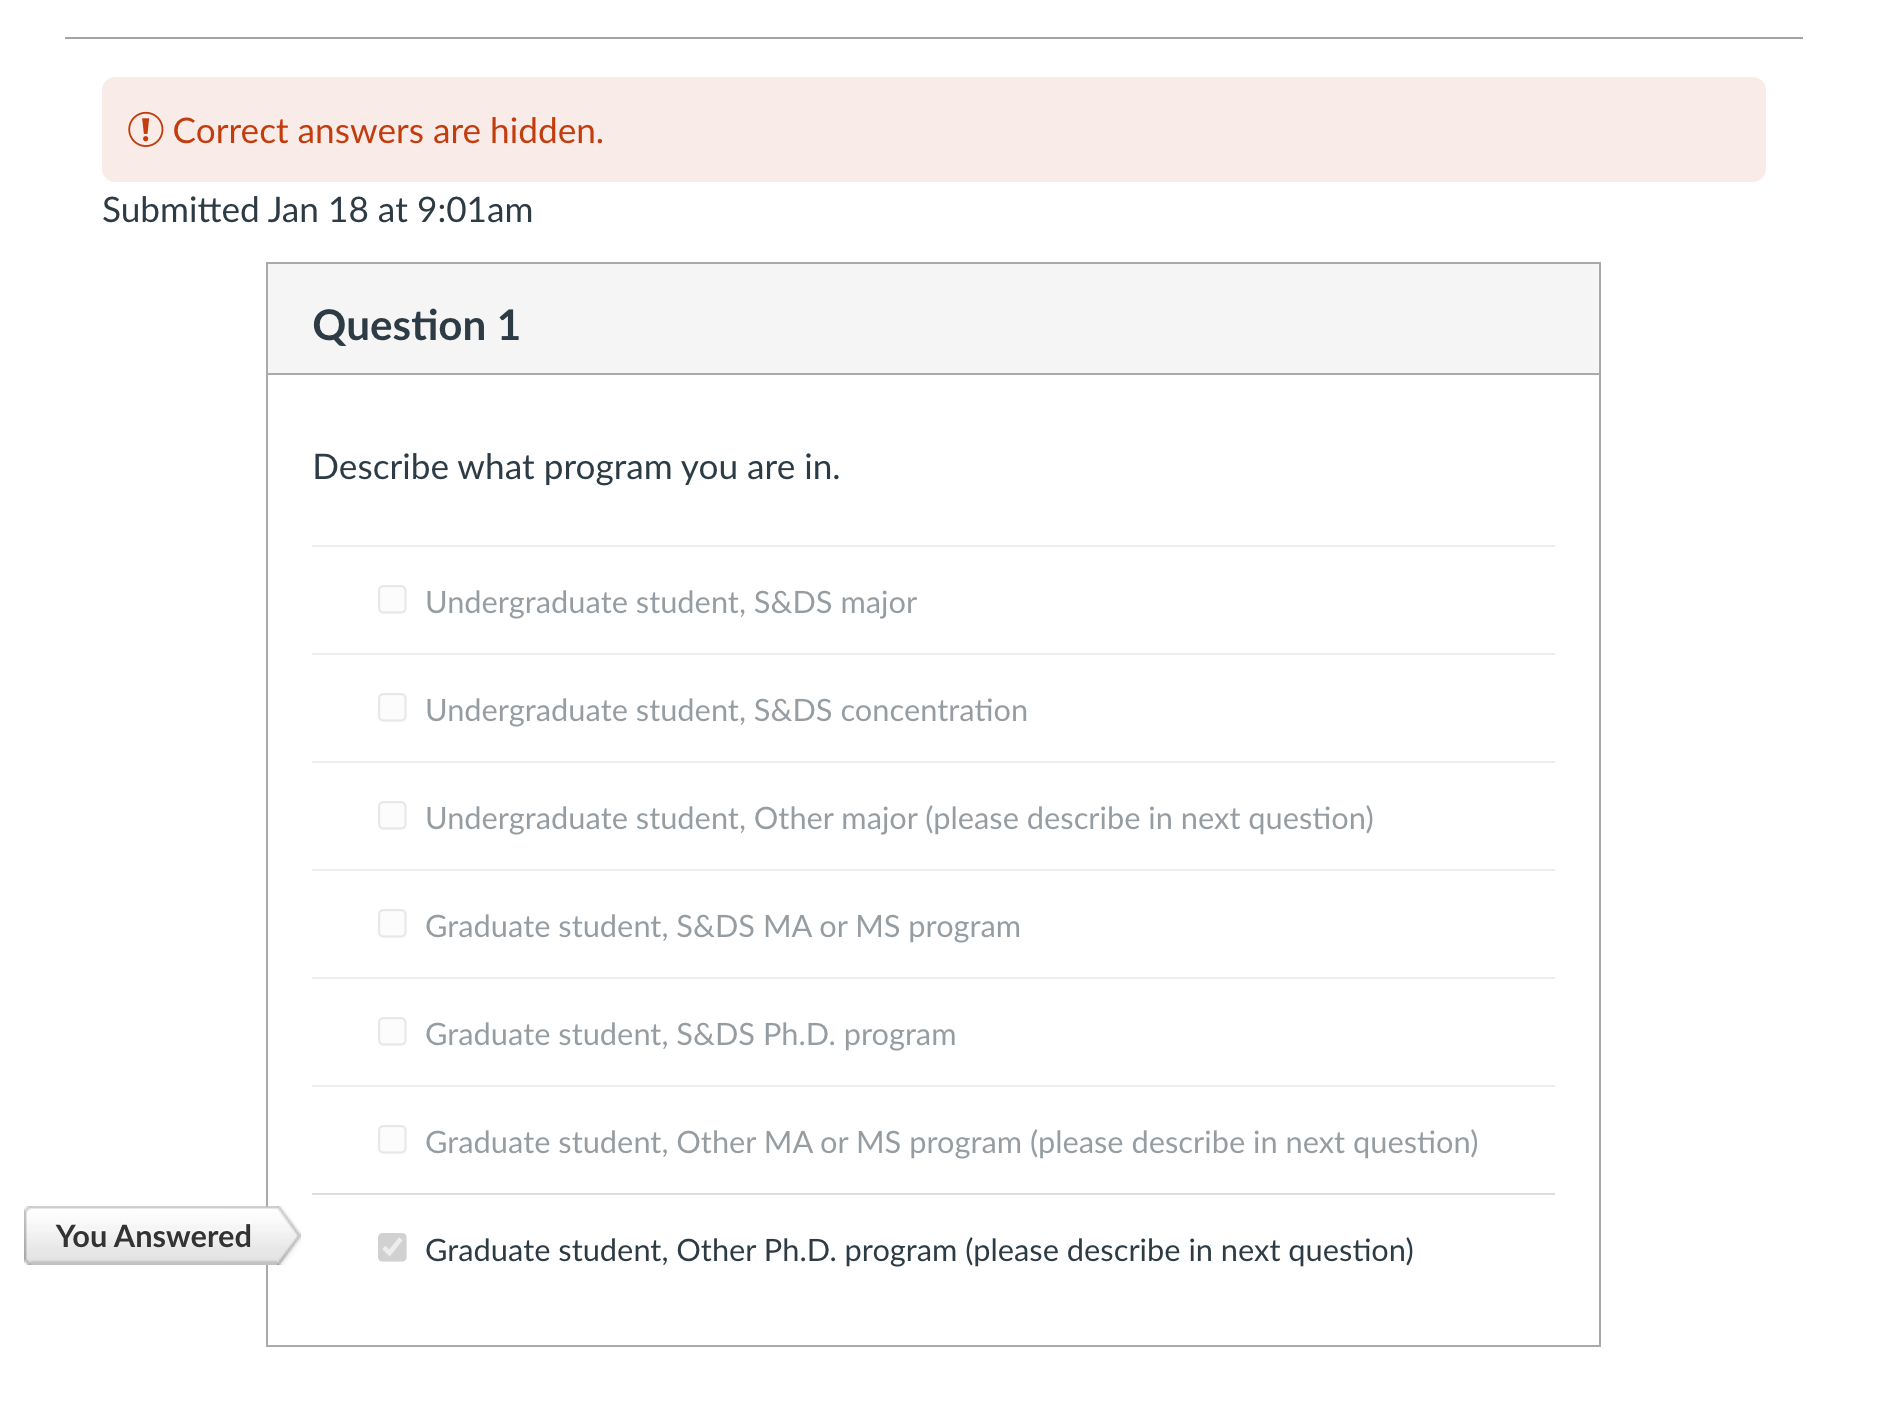 Correct answers are hidden.
Submitted Jan 18 at 9:01am
Question 1
Describe what program you are in.
Undergraduate student, S&DS major
Undergraduate student, S&DS concentration
Undergraduate student, Other major (please describe in next question)
Graduate student, S&DS MA or MS program
Graduate student, S&DS Ph.D. program
Graduate student, Other MA or MS program (please describe in next question)
You Answered
Graduate student, Other Ph.D. program (please describe in next question)